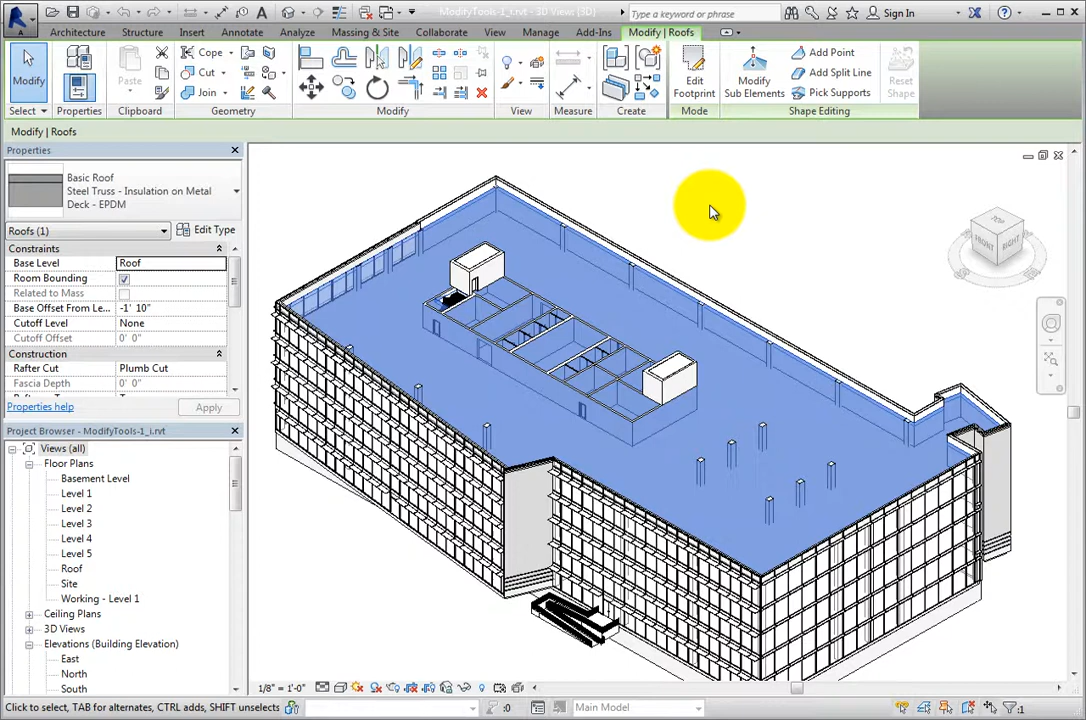 ModifyTools-1_i.rvt - 3D View: {3D}
Type a keyword or phrase
Sign In
Architecture Structure Insert Annotate Analyze Massing & Site Collaborate View Manage Add-Ins Modify | Roofs
Modify
Paste
Cope
Cut
Join
Edit Footprint
Modify Sub Elements
Add Point
Add Split Line
Pick Supports
Reset Shape
Select Properties Clipboard Geometry Modify View Measure Create Mode Shape Editing
Modify | Roofs
Properties
Basic Roof
Steel Truss - Insulation on Metal
Deck - EPDM
Roofs (1) Edit Type
Constraints
Base Level Roof
Room Bounding
Related to Mass
Base Offset From Le... -1' 10"
Cutoff Level None
Cutoff Offset 0' 0"
Construction
Rafter Cut Plumb Cut
Fascia Depth 0' 0"
Properties help Apply
Project Browser - ModifyTools-1_i.rvt
Views (all)
Floor Plans
Basement Level
Level 1
Level 2
Level 3
Level 4
Level 5
Roof
Site
Working - Level 1
Ceiling Plans
3D Views
Elevations (Building Elevation)
East
North
South
TOP
FRONT
RIGHT
1/8" = 1'-0"
Click to select, TAB for alternates, CTRL adds, SHIFT unselects :0 Main Model :1